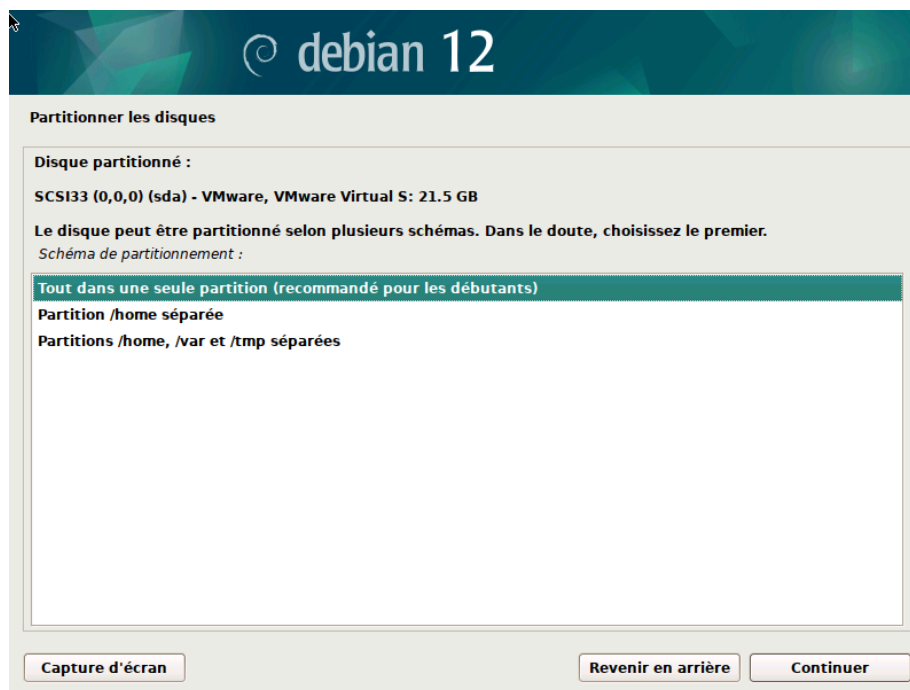 debian 12
Partitionner les disques
Disque partitionné :
SCSI33 (0,0,0) (sda) - VMware, VMware Virtual S: 21.5 GB
Le disque peut être partitionné selon plusieurs schémas. Dans le doute, choisissez le premier.
Schéma de partitionnement :
Tout dans une seule partition (recommandé pour les débutants)
Partition /home séparée
Partitions /home, /var et /tmp séparées
Capture d'écran
Revenir en arrière
Continuer